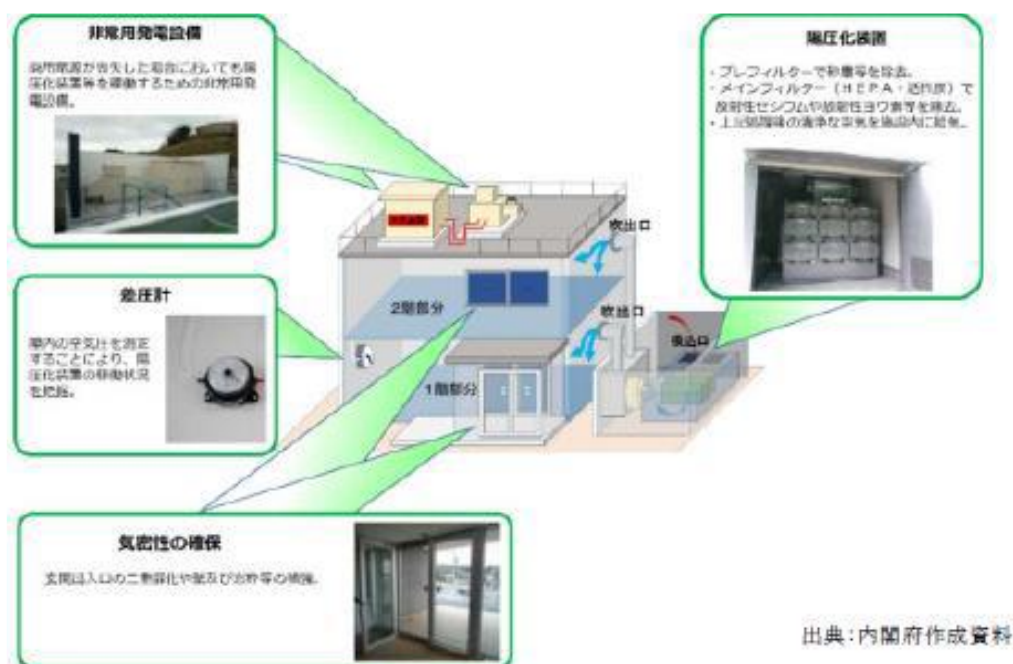 非常用発電設備
商用電源が喪失した場合においても陽
圧化装置等を稼働するための非常用発
電設備。
陽圧化装置
・プレフィルターで砂塵等を除去。
・メインフィルター(HEPA・活性炭)で
放射性セシウムや放射性ヨウ素等を除去。
・上記処理後の清浄な空気を施設内に給気。
吹出口
2階部分
吹出口
吸込口
1階部分
差圧計
屋内の空気圧を測定
することにより、陽
圧化装置の稼働状況
を把握。
気密性の確保
玄関出入口の二重扉化や壁及び窓枠等の補強。
出典:内閣府作成資料